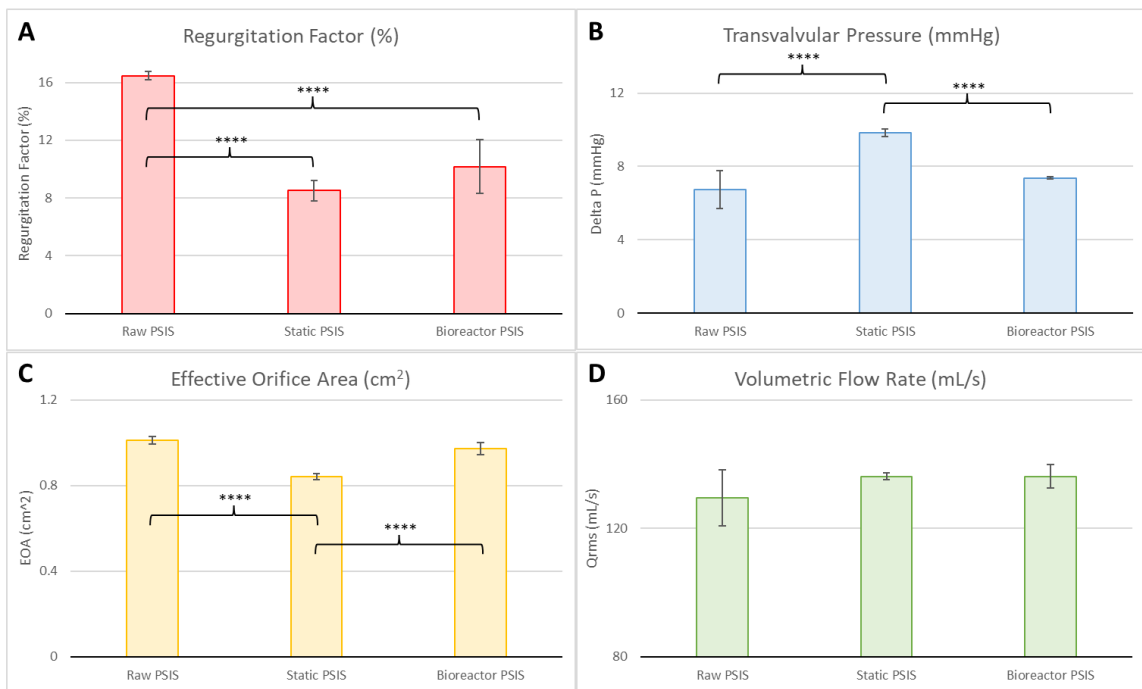 A
Regurgitation Factor (%)
Regurgitation Factor (%)
16
12
8
4
0
****
****
Raw PSIS
Static PSIS
Bioreactor PSIS
B
Transvalvular Pressure (mmHg)
Delta P (mmHg)
12
8
4
0
****
****
Raw PSIS
Static PSIS
Bioreactor PSIS
C
Effective Orifice Area (cm²)
EOA (cm^2)
1.2
0.8
0.4
0
****
****
Raw PSIS
Static PSIS
Bioreactor PSIS
D
Volumetric Flow Rate (mL/s)
Qrms (mL/s)
160
120
80
Raw PSIS
Static PSIS
Bioreactor PSIS